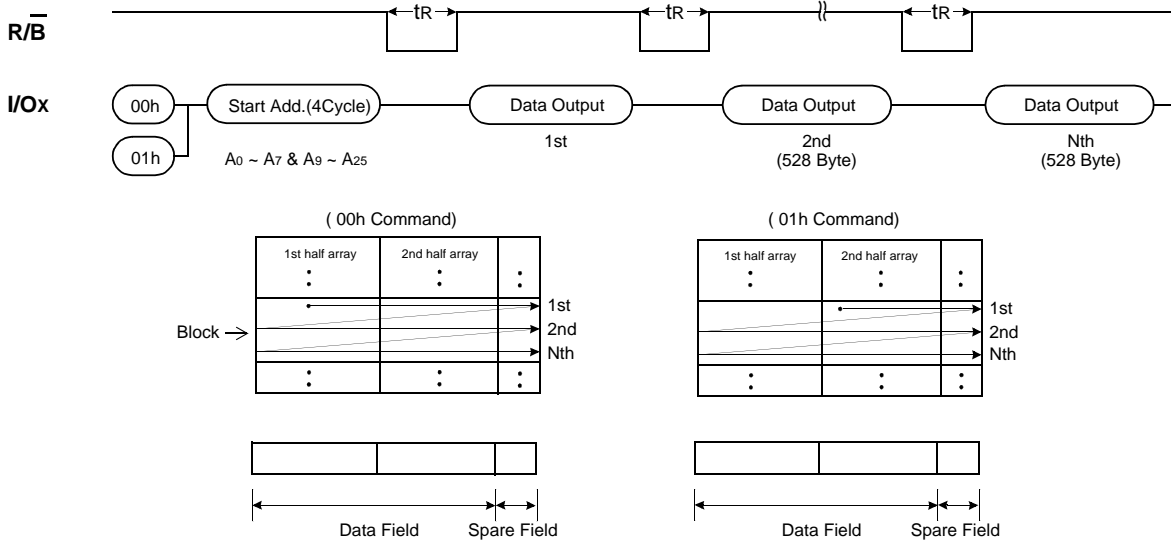 R/B tR tR tR
I/Ox 00h Start Add.(4Cycle) Data Output Data Output Data Output
01h A0 ~ A7 & A9 ~ A25 1st 2nd Nth
(528 Byte) (528 Byte)
( 00h Command) ( 01h Command)
1st half array 2nd half array 1st half array 2nd half array
1st 1st
Block 2nd 2nd
Nth Nth
Data Field Spare Field Data Field Spare Field